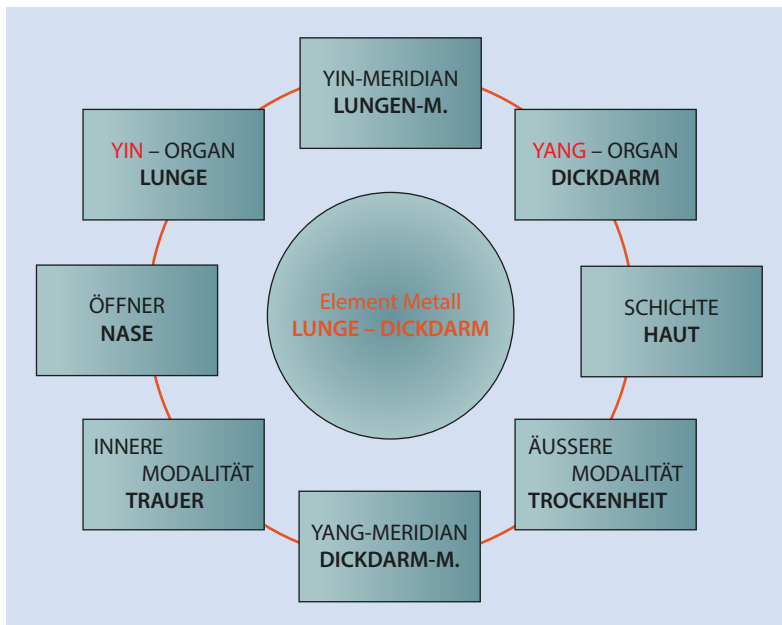 YIN-MERIDIAN
LUNGEN-M.
YIN – ORGAN
LUNGE
YANG – ORGAN
DICKDARM
Element Metall
LUNGE – DICKDARM
ÖFFNER
NASE
SCHICHTE
HAUT
INNERE
MODALITÄT
TRAUER
ÄUSSERE
MODALITÄT
TROCKENHEIT
YANG-MERIDIAN
DICKDARM-M.